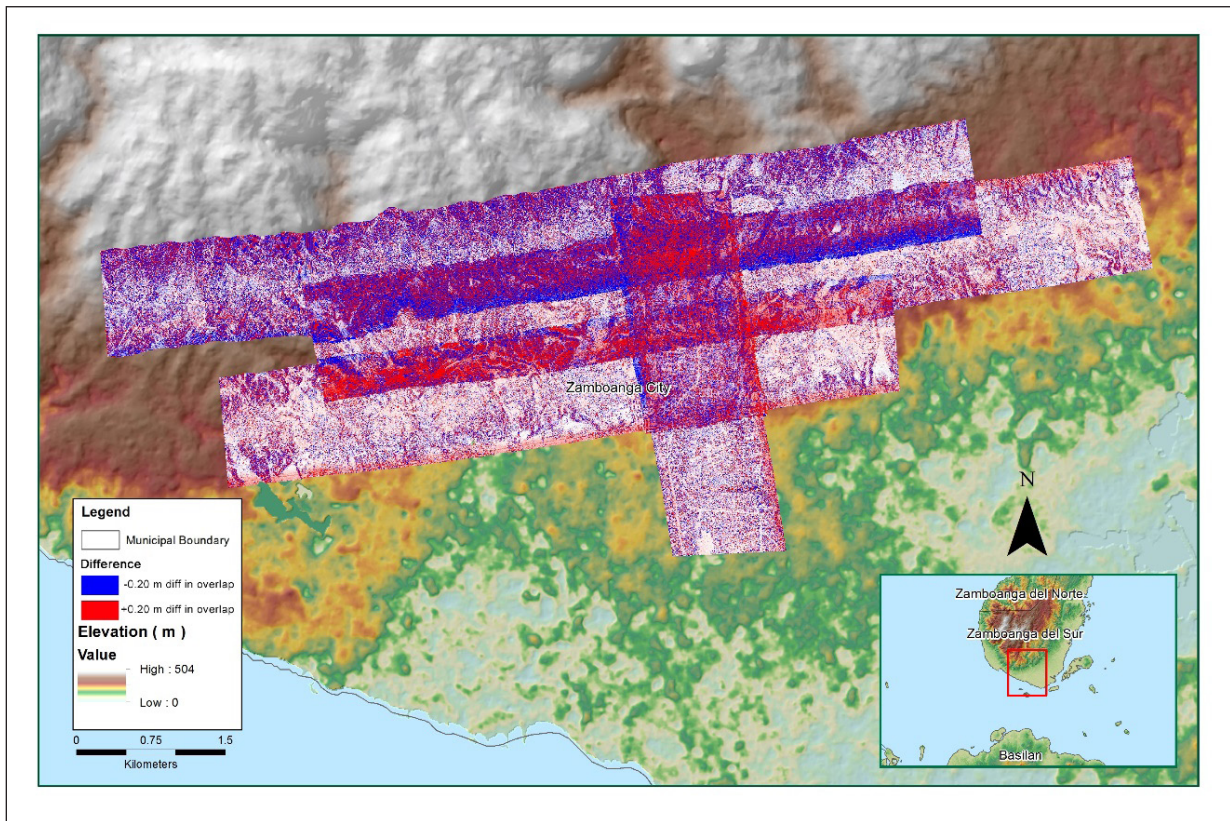 Zamboanga City
N
Legend
Municipal Boundary
Difference
-0.20 m diff in overlap
+0.20 m diff in overlap
Elevation ( m )
Value
High : 504
Low : 0
0 0.75 1.5
Kilometers
Zamboanga del Norte
Zamboanga del Sur
Basilan